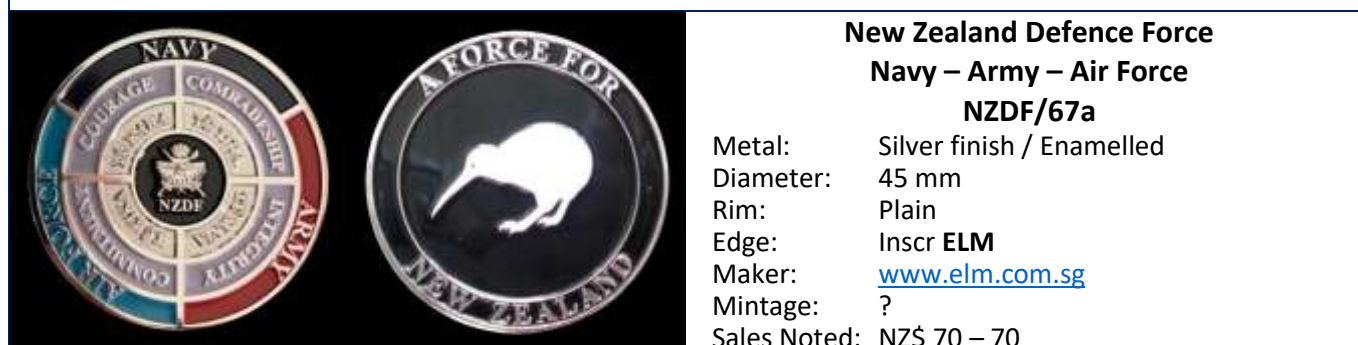 NAVY
COURAGE
COMRADESHIP
NZDF
AIR FORCE
COMMITMENT
INTEGRITY
ARMY
A FORCE FOR
NEW ZEALAND
New Zealand Defence Force
Navy – Army – Air Force
NZDF/67a
Metal: Silver finish / Enamelled
Diameter: 45 mm
Rim: Plain
Edge: Inscr ELM
Maker: www.elm.com.sg
Mintage: ?
Sales Noted: NZ$ 70 – 70